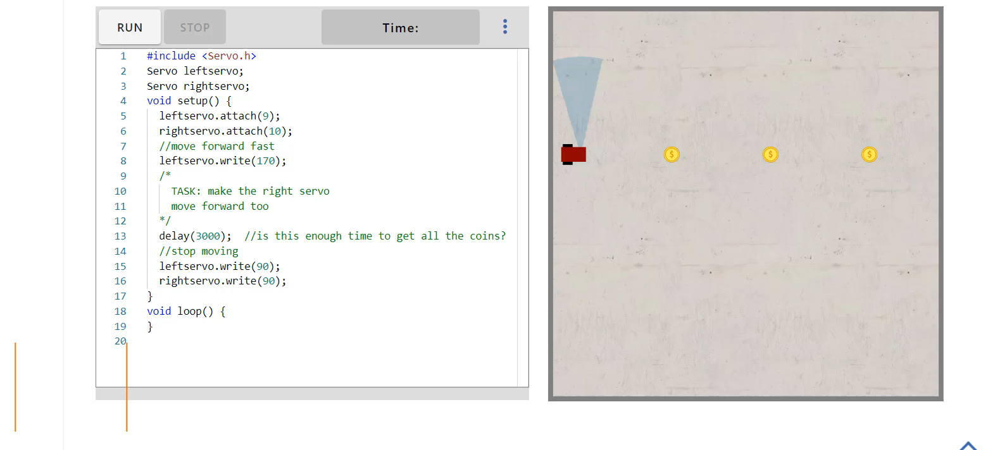 RUN
STOP
Time:
1 #include <Servo.h>
2 Servo leftservo;
3 Servo rightservo;
4 void setup() {
5 leftservo.attach(9);
6 rightservo.attach(10);
7 //move forward fast
8 leftservo.write(170);
9 /*
10 TASK: make the right servo
11 move forward too
12 */
13 delay(3000);  //is this enough time to get all the coins?
14 //stop moving
15 leftservo.write(90);
16 rightservo.write(90);
17 }
18 void loop() {
19 }
20
$ $ $